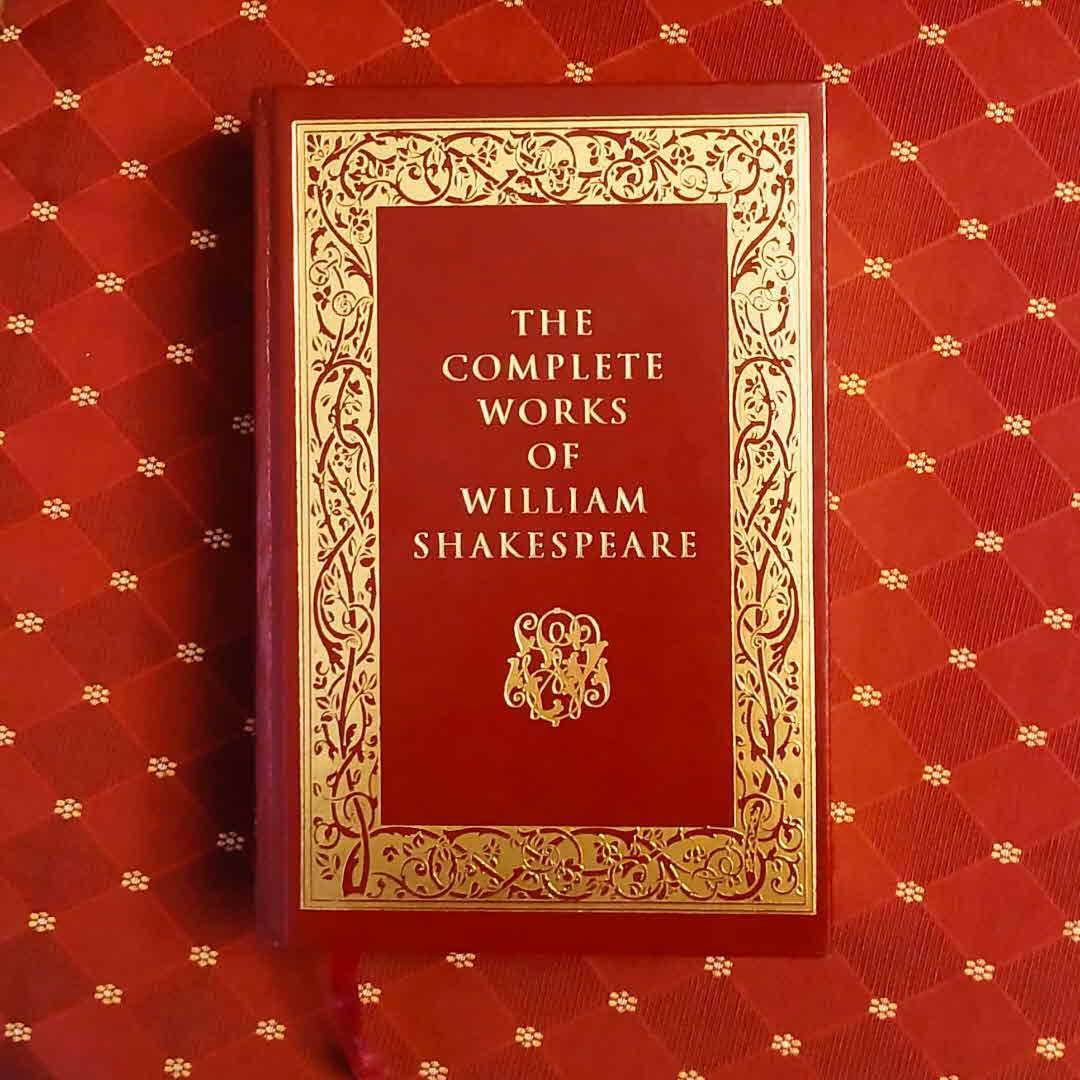 THE
COMPLETE
WORKS
OF
WILLIAM
SHAKESPEARE